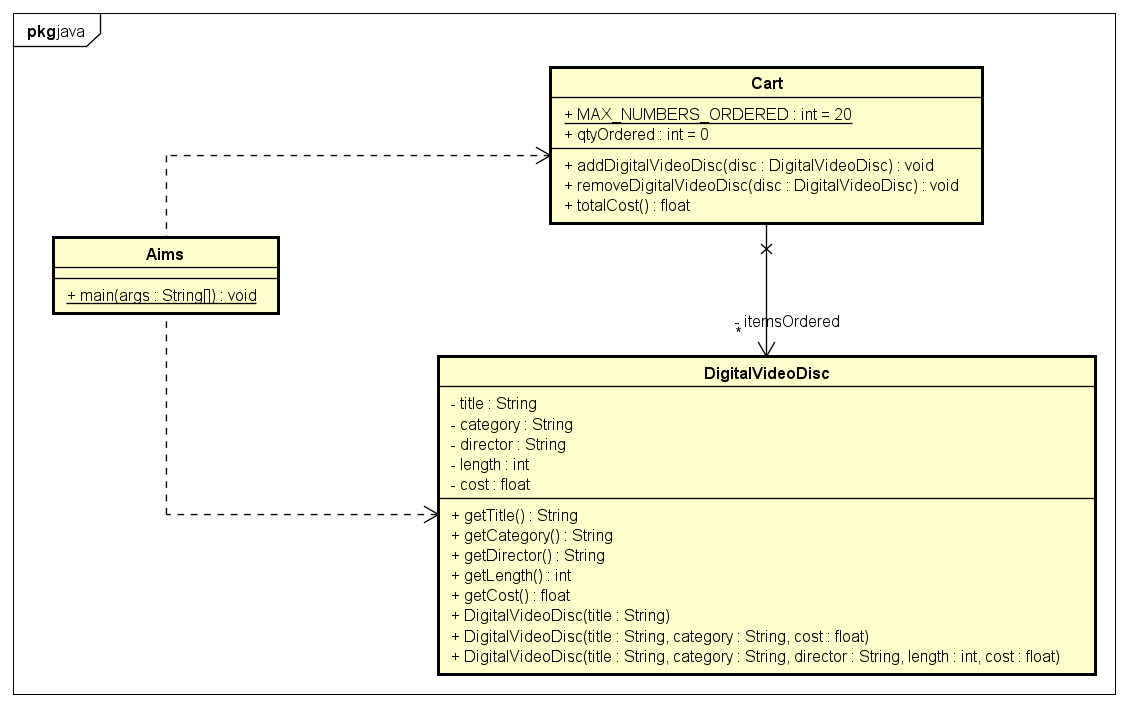 pkg java
Cart
+ MAX_NUMBERS_ORDERED : int = 20
+ qtyOrdered : int = 0
+ addDigitalVideoDisc(disc : DigitalVideoDisc) : void
+ removeDigitalVideoDisc(disc : DigitalVideoDisc) : void
+ totalCost() : float
Aims
+ main(args : String[]) : void
- itemsOrdered
*
DigitalVideoDisc
- title : String
- category : String
- director : String
- length : int
- cost : float
+ getTitle() : String
+ getCategory() : String
+ getDirector() : String
+ getLength() : int
+ getCost() : float
+ DigitalVideoDisc(title : String)
+ DigitalVideoDisc(title : String, category : String, cost : float)
+ DigitalVideoDisc(title : String, category : String, director : String, length : int, cost : float)